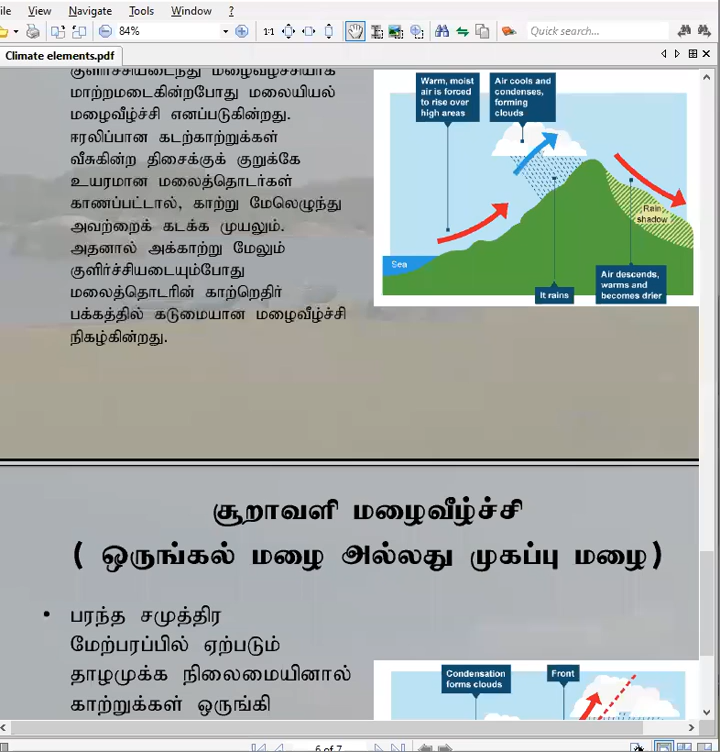 ile View Navigate Tools Window ?
84% 1:1 Quick search...
Climate elements.pdf
குளிர்ச்சியடைந்து மழைவீழ்ச்சியாக
மாற்றமடைகின்றபோது மலையியல்
மழைவீழ்ச்சி எனப்படுகின்றது.
ஈரலிப்பான கடற்காற்றுக்கள்
வீசுகின்ற திசைக்குக் குறுக்கே
உயரமான மலைத்தொடர்கள்
காணப்பட்டால், காற்று மேலெழுந்து
அவற்றைக் கடக்க முயலும்.
அதனால் அக்காற்று மேலும்
குளிர்ச்சியடையும்போது
மலைத்தொடரின் காற்றெதிர்
பக்கத்தில் கடுமையான மழைவீழ்ச்சி
நிகழ்கின்றது.
Warm, moist
air is forced
to rise over
high areas
Air cools and
condenses,
forming
clouds
Rain
shadow
Sea
It rains
Air descends,
warms and
becomes drier
சூறாவளி மழைவீழ்ச்சி
( ஒருங்கல் மழை அல்லது முகப்பு மழை)
• பரந்த சமுத்திர
மேற்பரப்பில் ஏற்படும்
தாழமுக்க நிலைமையினால்
காற்றுக்கள் ஒருங்கி
Condensation
forms clouds
Front
6 of 7